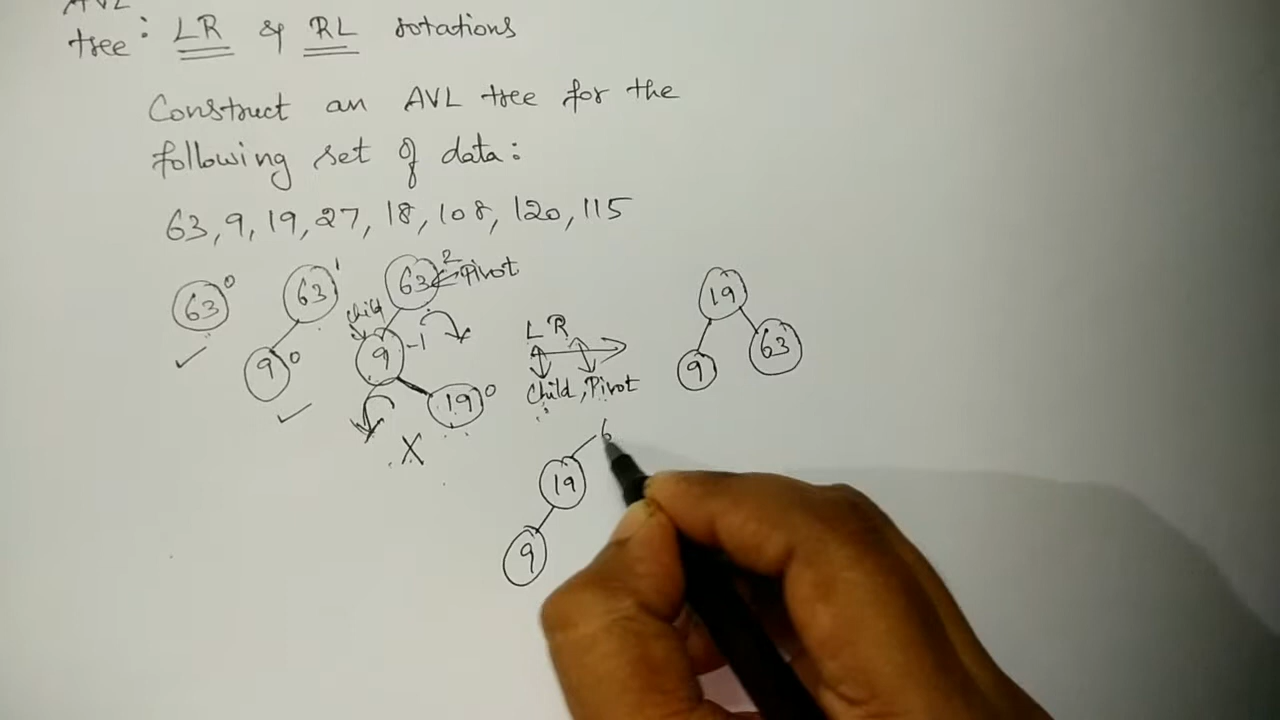 AVL
tree: LR & RL rotations
Construct an AVL tree for the
following set of data:
63, 9, 19, 27, 18, 108, 120, 115
63 0 63 1 63 2 Pivot 19
child
9 0 9 -1 LR 9 63
19 0 Child, Pivot
X
6
19
9